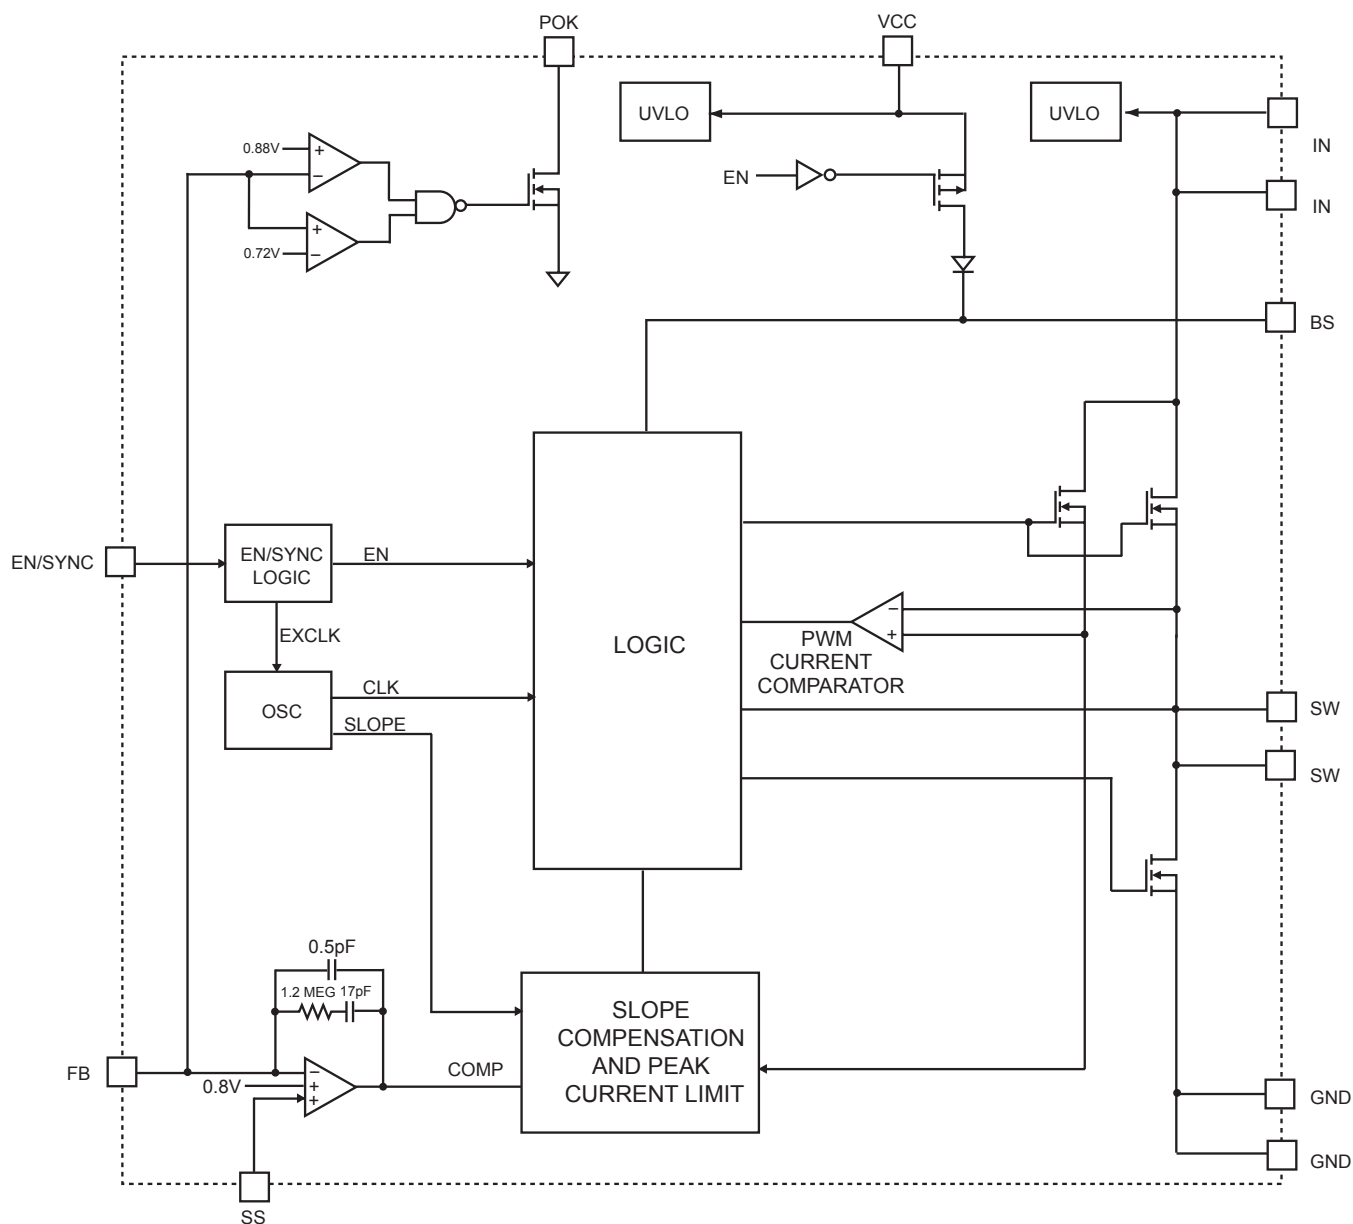 POK
VCC
UVLO
UVLO
IN
0.88V
+
−
EN
IN
+
0.72V
−
BS
EN/SYNC
EN/SYNC
LOGIC
EN
EXCLK
LOGIC
−
+
PWM
CURRENT
COMPARATOR
OSC
CLK
SLOPE
SW
SW
0.5pF
1.2 MEG
17pF
SLOPE
COMPENSATION
AND PEAK
CURRENT LIMIT
FB
−
0.8V
+
+
COMP
GND
GND
SS